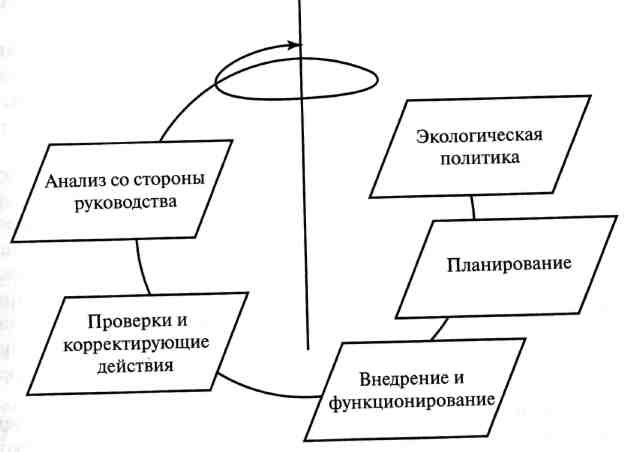 Экологическая
политика
Планирование
Внедрение и
функционирование
Проверки и
корректирующие
действия
Анализ со стороны
руководства